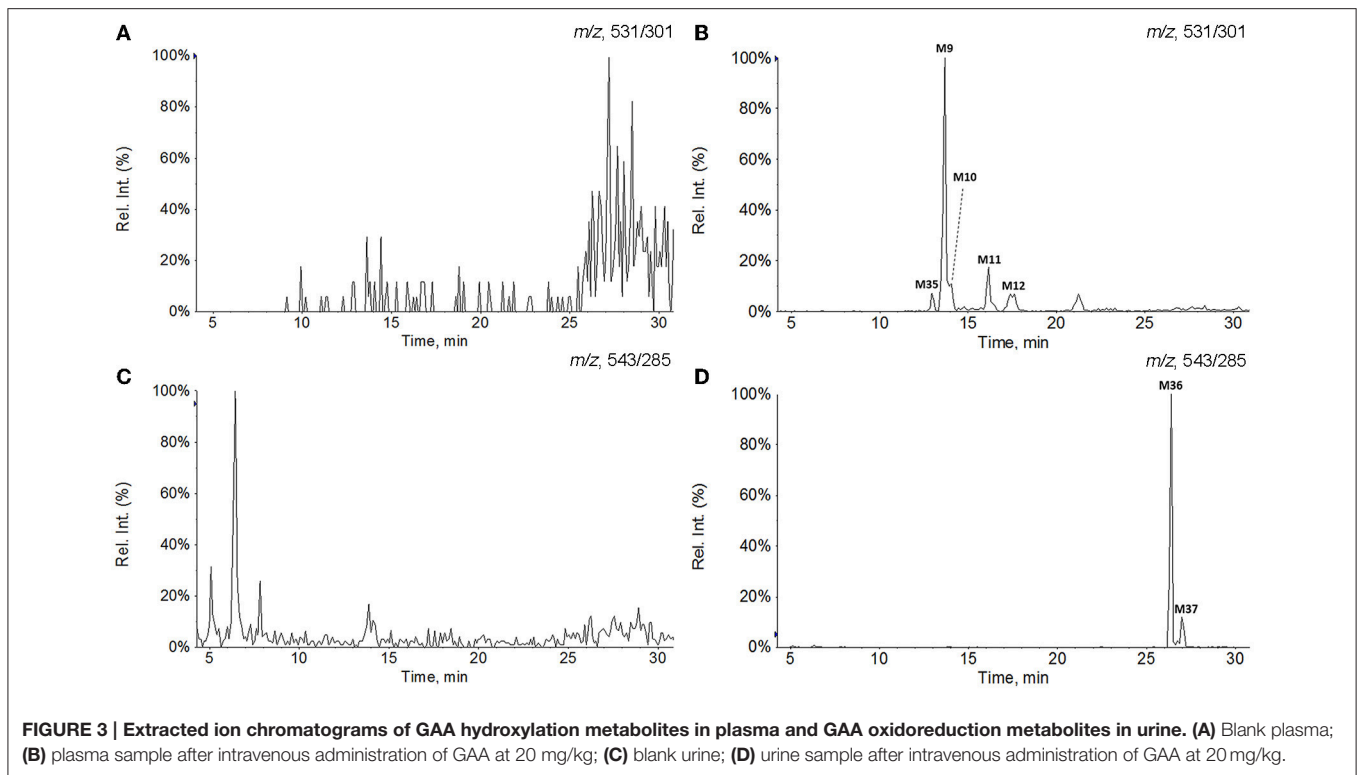 A
m/z, 531/301
100%
80%
60%
40%
20%
0%
Rel. Int. (%)
5 10 15 20 25 30
Time, min
B
m/z, 531/301
100%
80%
60%
40%
20%
0%
Rel. Int. (%)
M9
M10
M11
M35
M12
5 10 15 20 25 30
Time, min
C
m/z, 543/285
100%
80%
60%
40%
20%
0%
Rel. Int. (%)
5 10 15 20 25 30
Time, min
D
m/z, 543/285
100%
80%
60%
40%
20%
0%
Rel. Int. (%)
M36
M37
5 10 15 20 25 30
Time, min
FIGURE 3 | Extracted ion chromatograms of GAA hydroxylation metabolites in plasma and GAA oxidoreduction metabolites in urine. (A) Blank plasma;
(B) plasma sample after intravenous administration of GAA at 20 mg/kg; (C) blank urine; (D) urine sample after intravenous administration of GAA at 20 mg/kg.